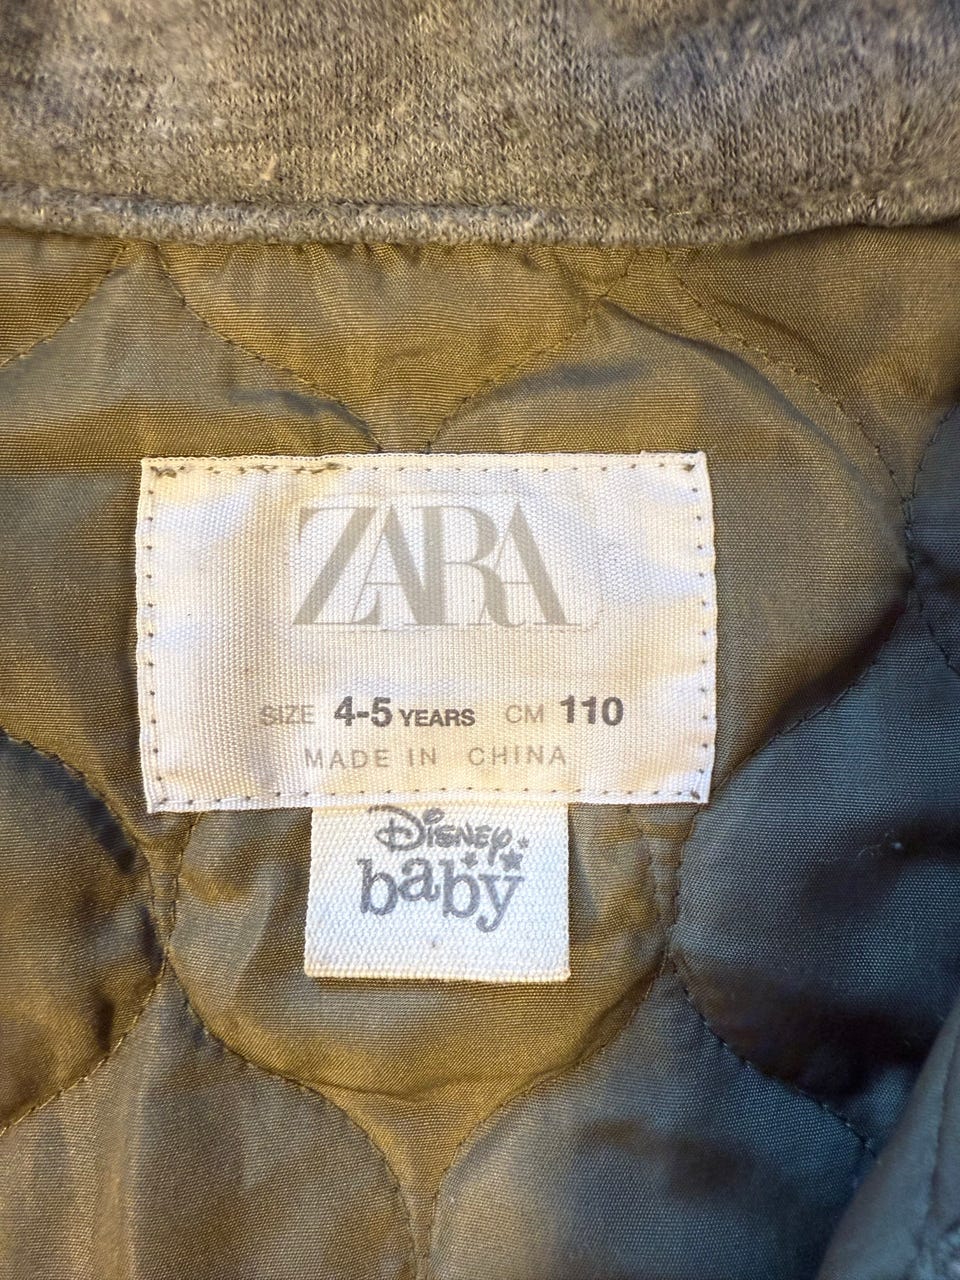 ZARA
SIZE 4-5 YEARS CM 110
MADE IN CHINA
Disney
baby